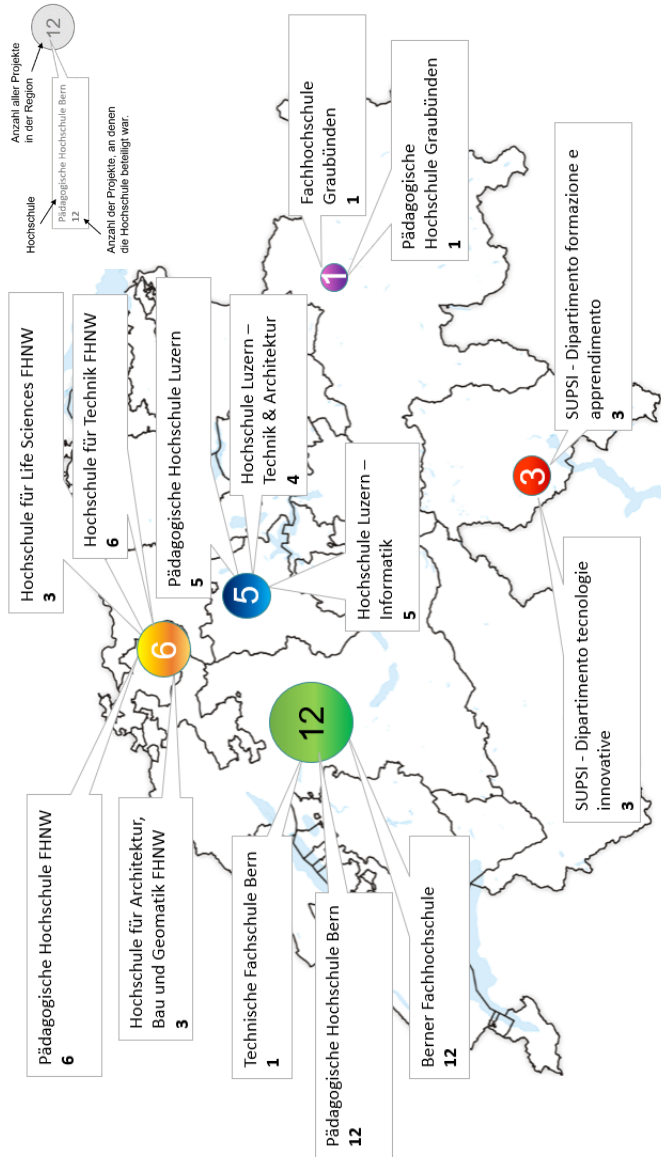 Hochschule für Life Sciences FHNW
3
Hochschule für Technik FHNW
6
Pädagogische Hochschule FHNW
6
Hochschule für Architektur,
Bau und Geomatik FHNW
3
6
Pädagogische Hochschule Luzern
5
Hochschule Luzern –
Technik & Architektur
4
Hochschule Luzern –
Informatik
5
5
Technische Fachschule Bern
1
Pädagogische Hochschule Bern
12
Berner Fachhochschule
12
12
Fachhochschule
Graubünden
1
Pädagogische
Hochschule Graubünden
1
1
SUPSI - Dipartimento tecnologie
innovative
3
SUPSI - Dipartimento formazione e
apprendimento
3
3
Hochschule
Anzahl aller Projekte
in der Region
Pädagogische Hochschule Bern
12
12
Anzahl der Projekte, an denen
die Hochschule beteiligt war.